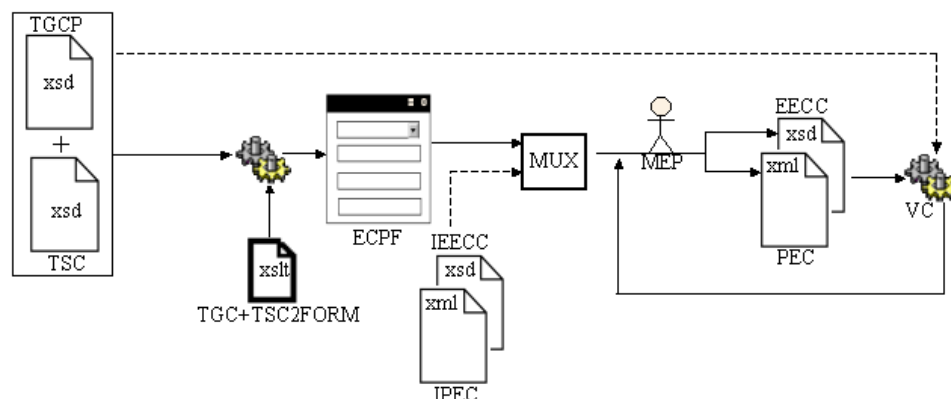 TGCP
xsd
+
xsd
TSC
xslt
TGC+TSC2FORM
ECPF
IEECC
xsd
xml
IPEC
MUX
MEP
EECC
xsd
xml
PEC
VC